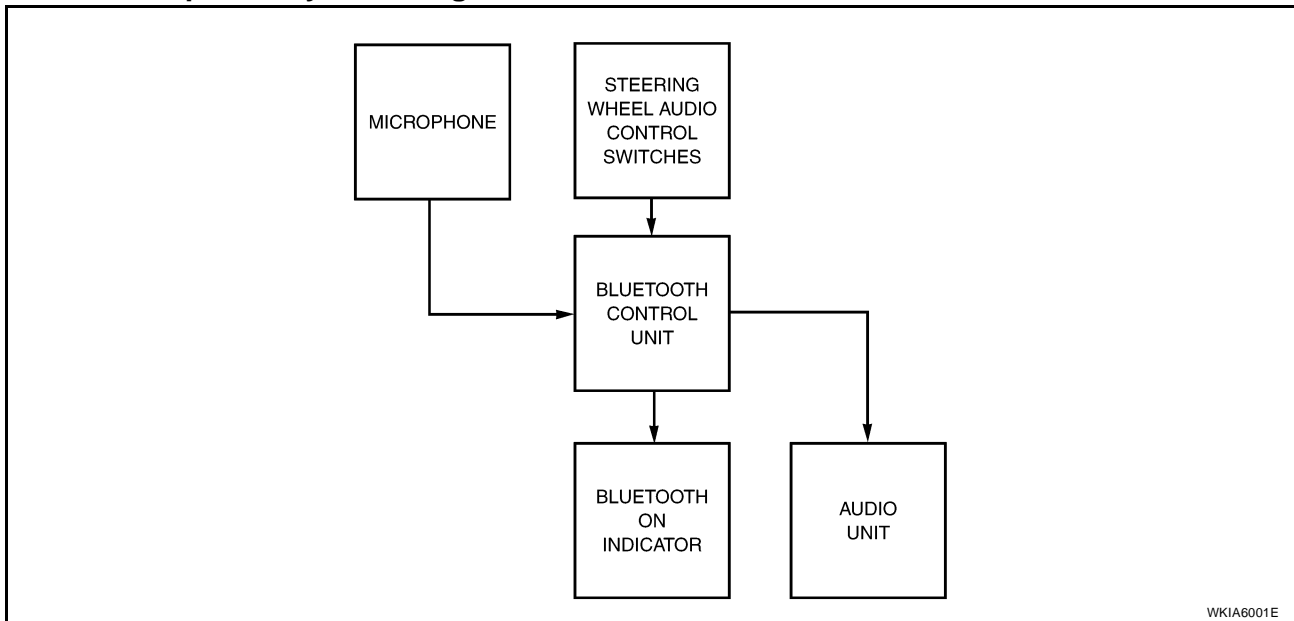 MICROPHONE
STEERING
WHEEL AUDIO
CONTROL
SWITCHES
BLUETOOTH
CONTROL
UNIT
BLUETOOTH
ON
INDICATOR
AUDIO
UNIT
WKIA6001E